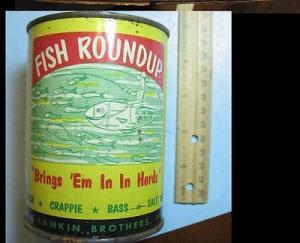 FISH ROUNDUP
"Brings 'Em In In Herds"
★ CRAPPIE ★ BASS ★ SALT
LAMKIN BROTHERS,